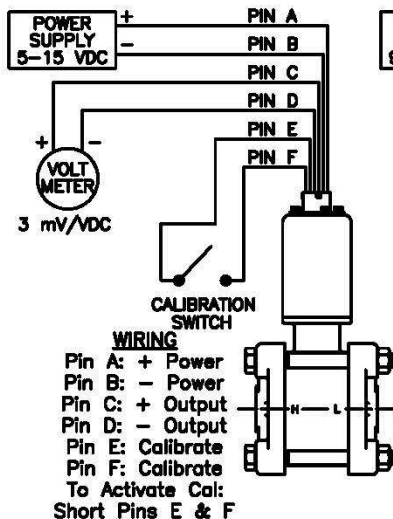 POWER
SUPPLY
5-15 VDC
+
-
PIN A
PIN B
PIN C
PIN D
PIN E
PIN F
+
-
VOLT
METER
3 mV/VDC
CALIBRATION
SWITCH
WIRING
Pin A: + Power
Pin B: - Power
Pin C: + Output
Pin D: - Output
Pin E: Calibrate
Pin F: Calibrate
To Activate Cal:
Short Pins E & F
H
L